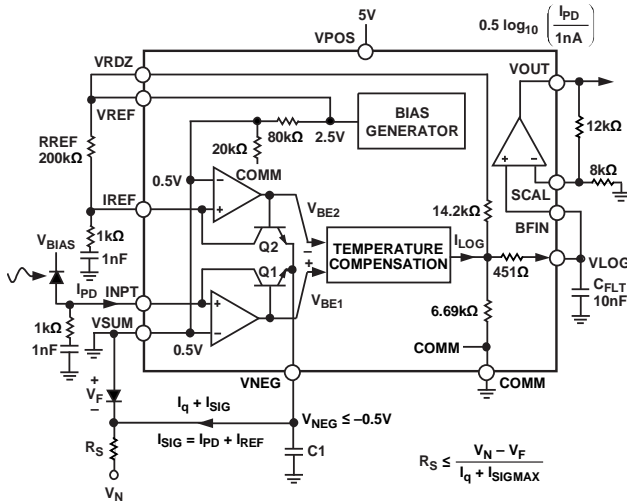 5V
0.5 log10 (IPD / 1nA)
VPOS
VRDZ
VOUT
VREF
BIAS
GENERATOR
80kΩ
2.5V
RREF
200kΩ
20kΩ
COMM
12kΩ
8kΩ
0.5V
SCAL
IREF
VBE2
14.2kΩ
BFIN
1kΩ
1nF
VBIAS
Q2
TEMPERATURE
COMPENSATION
ILOG
451Ω
VLOG
Q1
IPD
INPT
VBE1
CFLT
10nF
1kΩ
VSUM
6.69kΩ
1nF
0.5V
COMM
VNEG
COMM
+
VF
–
Iq + ISIG
VNEG ≤ –0.5V
ISIG = IPD + IREF
C1
RS
RS ≤ (VN – VF) / (Iq + ISIGMAX)
VN